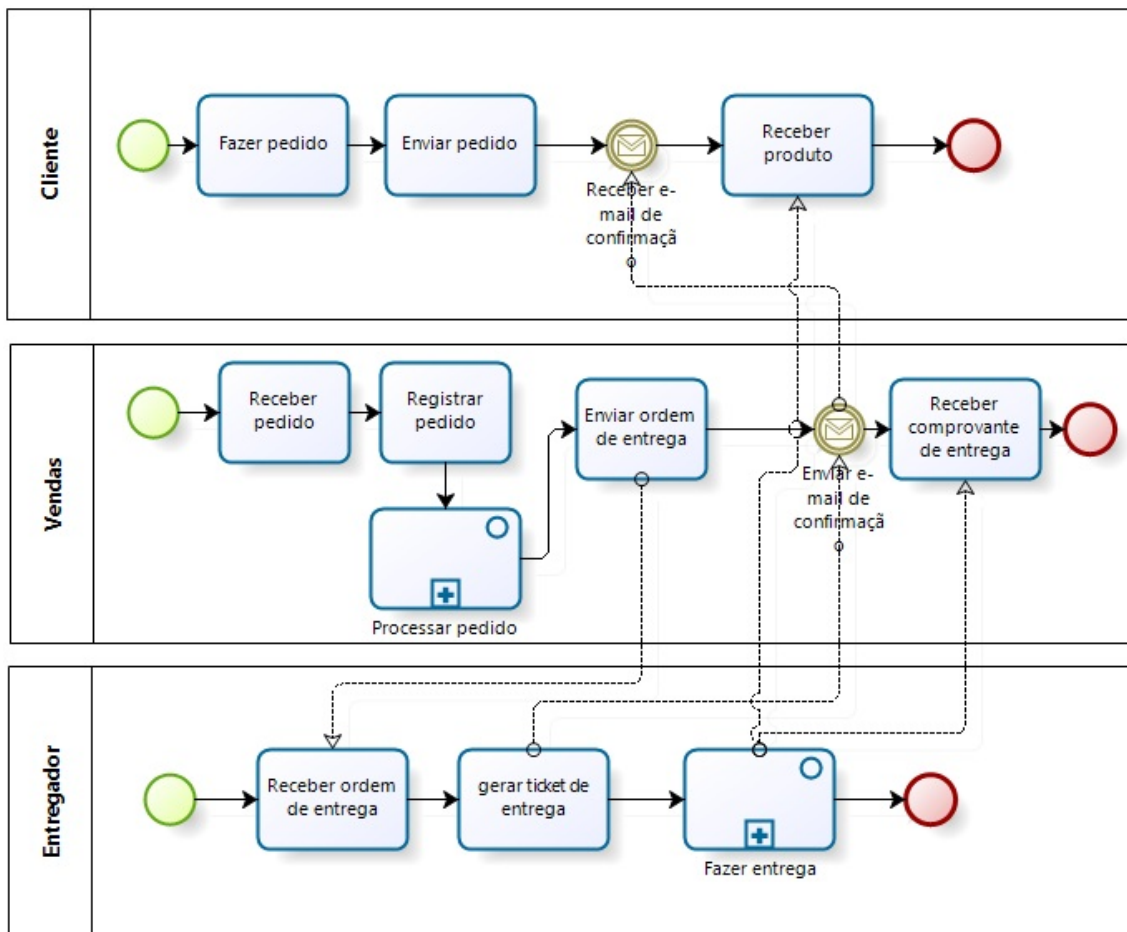 Cliente
Fazer pedido
Enviar pedido
Receber e-
mail de
confirmaçã
Receber
produto
Vendas
Receber
pedido
Registrar
pedido
Processar pedido
Enviar ordem
de entrega
Enviar e-
mail de
confirmaçã
Receber
comprovante
de entrega
Entregador
Receber ordem
de entrega
gerar ticket de
entrega
Fazer entrega